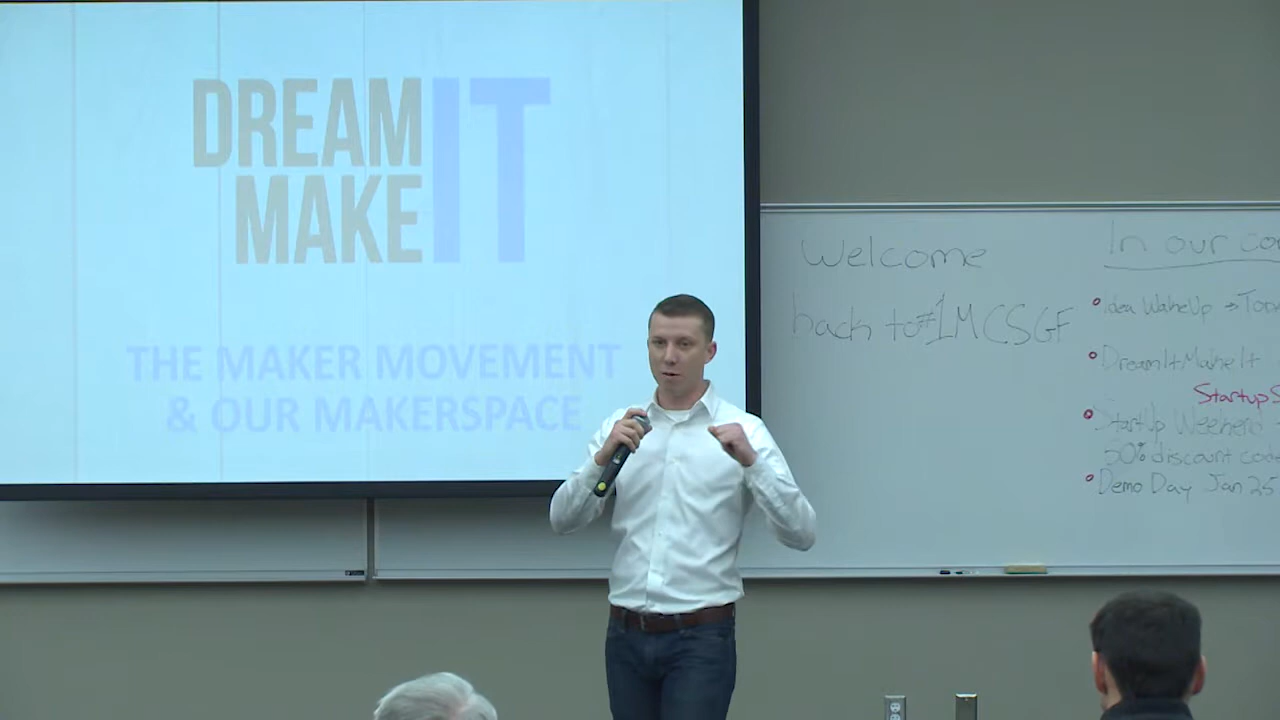 DREAM IT
MAKE
THE MAKER MOVEMENT
& OUR MAKERSPACE
Welcome
back to #1MCSGF
In our
Idea WakeUp →
DreamItMakeIt
Startup
StartUp Weekend
50% discount code
Demo Day Jan 25